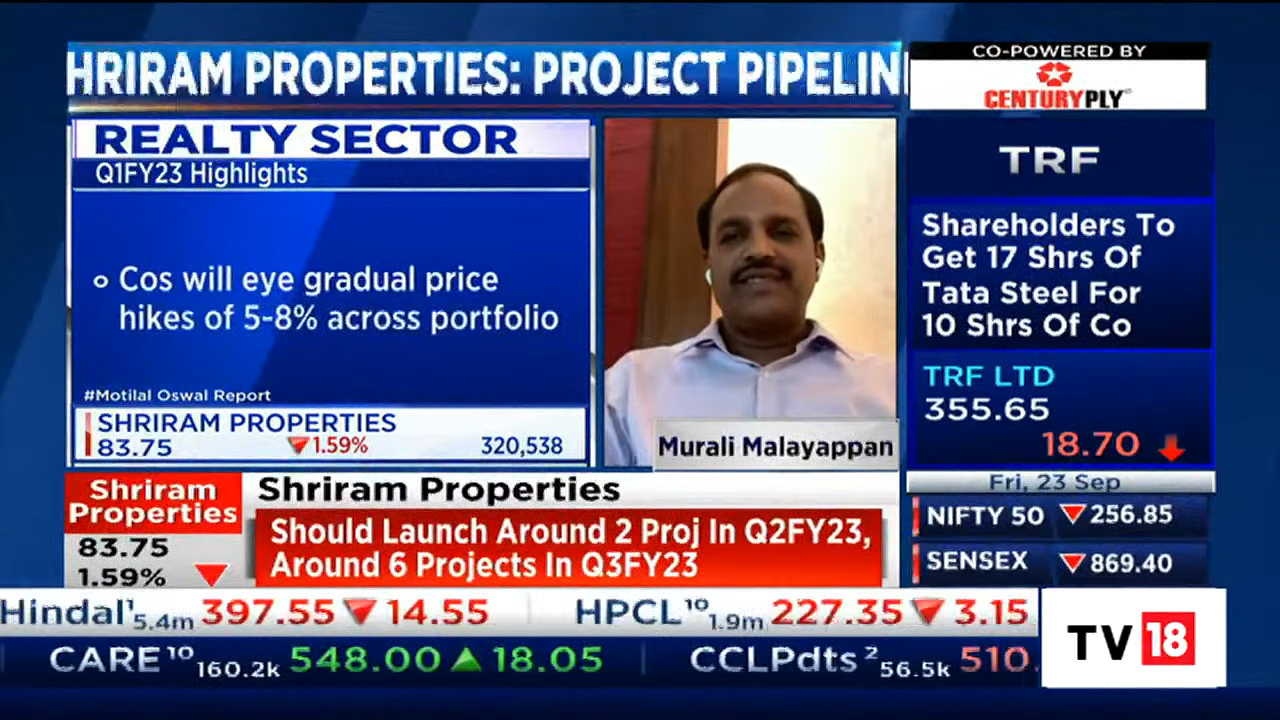 HRIRAM PROPERTIES: PROJECT PIPELIN
CO-POWERED BY
CENTURYPLY
REALTY SECTOR
Q1FY23 Highlights
Cos will eye gradual price
hikes of 5-8% across portfolio
#Motilal Oswal Report
SHRIRAM PROPERTIES
83.75 1.59% 320,538
Murali Malayappan
TRF
Shareholders To
Get 17 Shrs Of
Tata Steel For
10 Shrs Of Co
TRF LTD
355.65
18.70
Fri, 23 Sep
NIFTY 50 256.85
SENSEX 869.40
Shriram
Properties
83.75
1.59%
Shriram Properties
Should Launch Around 2 Proj In Q2FY23,
Around 6 Projects In Q3FY23
Hindal¹ 5.4m 397.55 14.55 HPCL¹⁰ 1.9m 227.35 3.15
CARE¹⁰ 160.2k 548.00 18.05 CCLPdts² 56.5k 510.
TV18